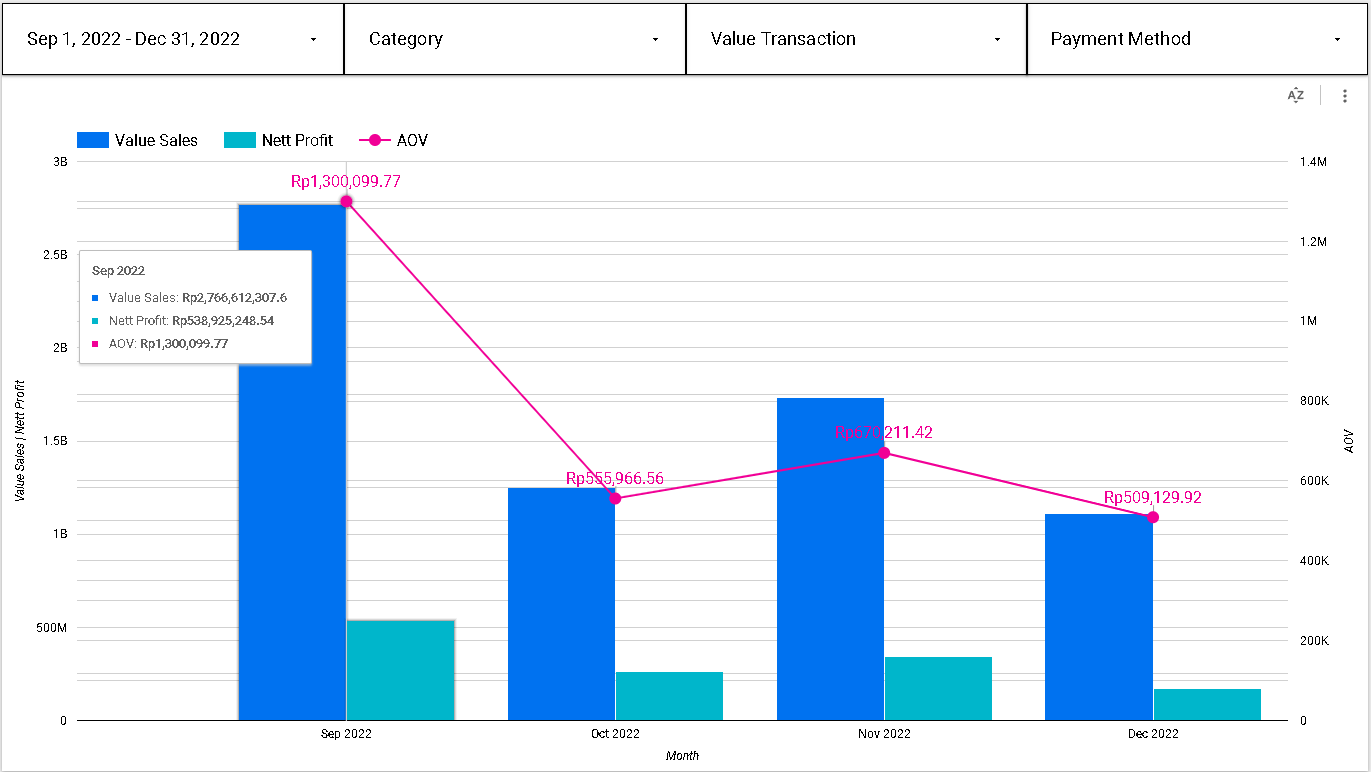 Sep 1, 2022 - Dec 31, 2022
Category
Value Transaction
Payment Method
AZ
Value Sales
Nett Profit
AOV
3B
2.5B
2B
1.5B
1B
500M
0
Value Sales | Nett Profit
Rp1,300,099.77
Sep 2022
Value Sales: Rp2,766,612,307.6
Nett Profit: Rp538,925,248.54
AOV: Rp1,300,099.77
Rp555,966.56
Rp509,129.92
1.4M
1.2M
1M
800K
600K
400K
200K
0
AOV
Sep 2022
Oct 2022
Nov 2022
Dec 2022
Month